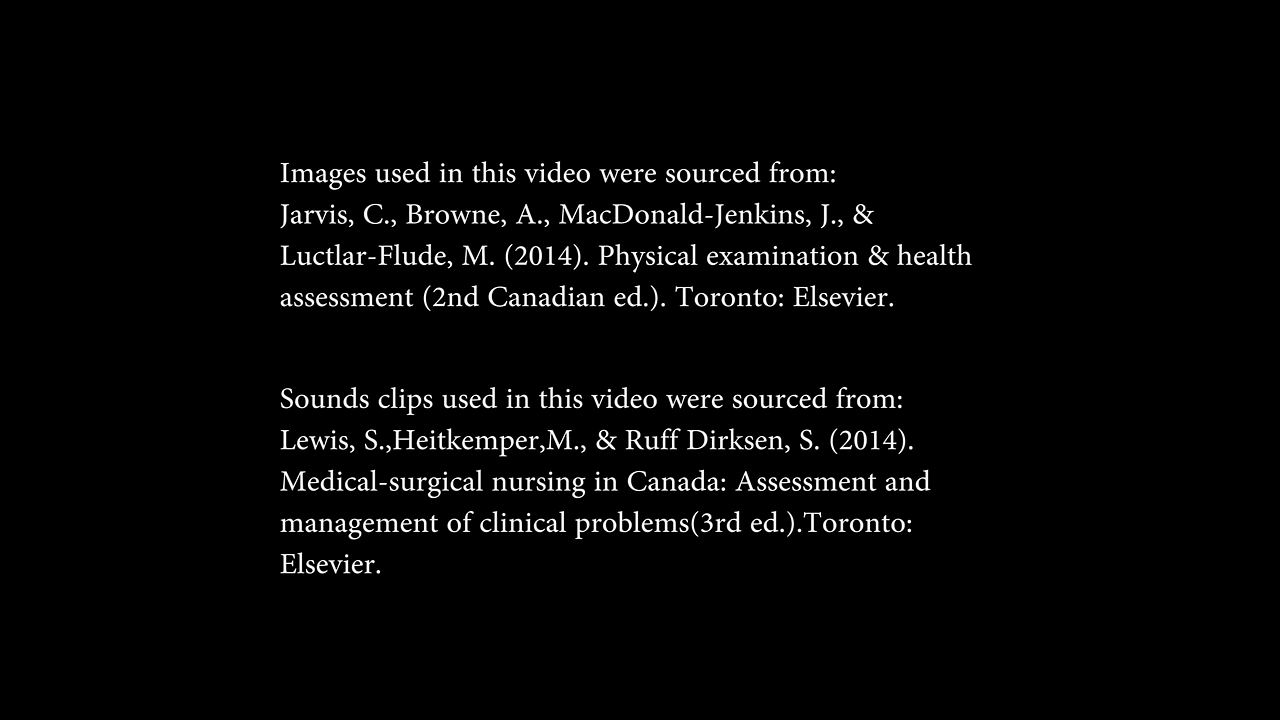 Images used in this video were sourced from:
Jarvis, C., Browne, A., MacDonald-Jenkins, J., &
Luctlar-Flude, M. (2014). Physical examination & health
assessment (2nd Canadian ed.). Toronto: Elsevier.
Sounds clips used in this video were sourced from:
Lewis, S.,Heitkemper,M., & Ruff Dirksen, S. (2014).
Medical-surgical nursing in Canada: Assessment and
management of clinical problems(3rd ed.).Toronto:
Elsevier.